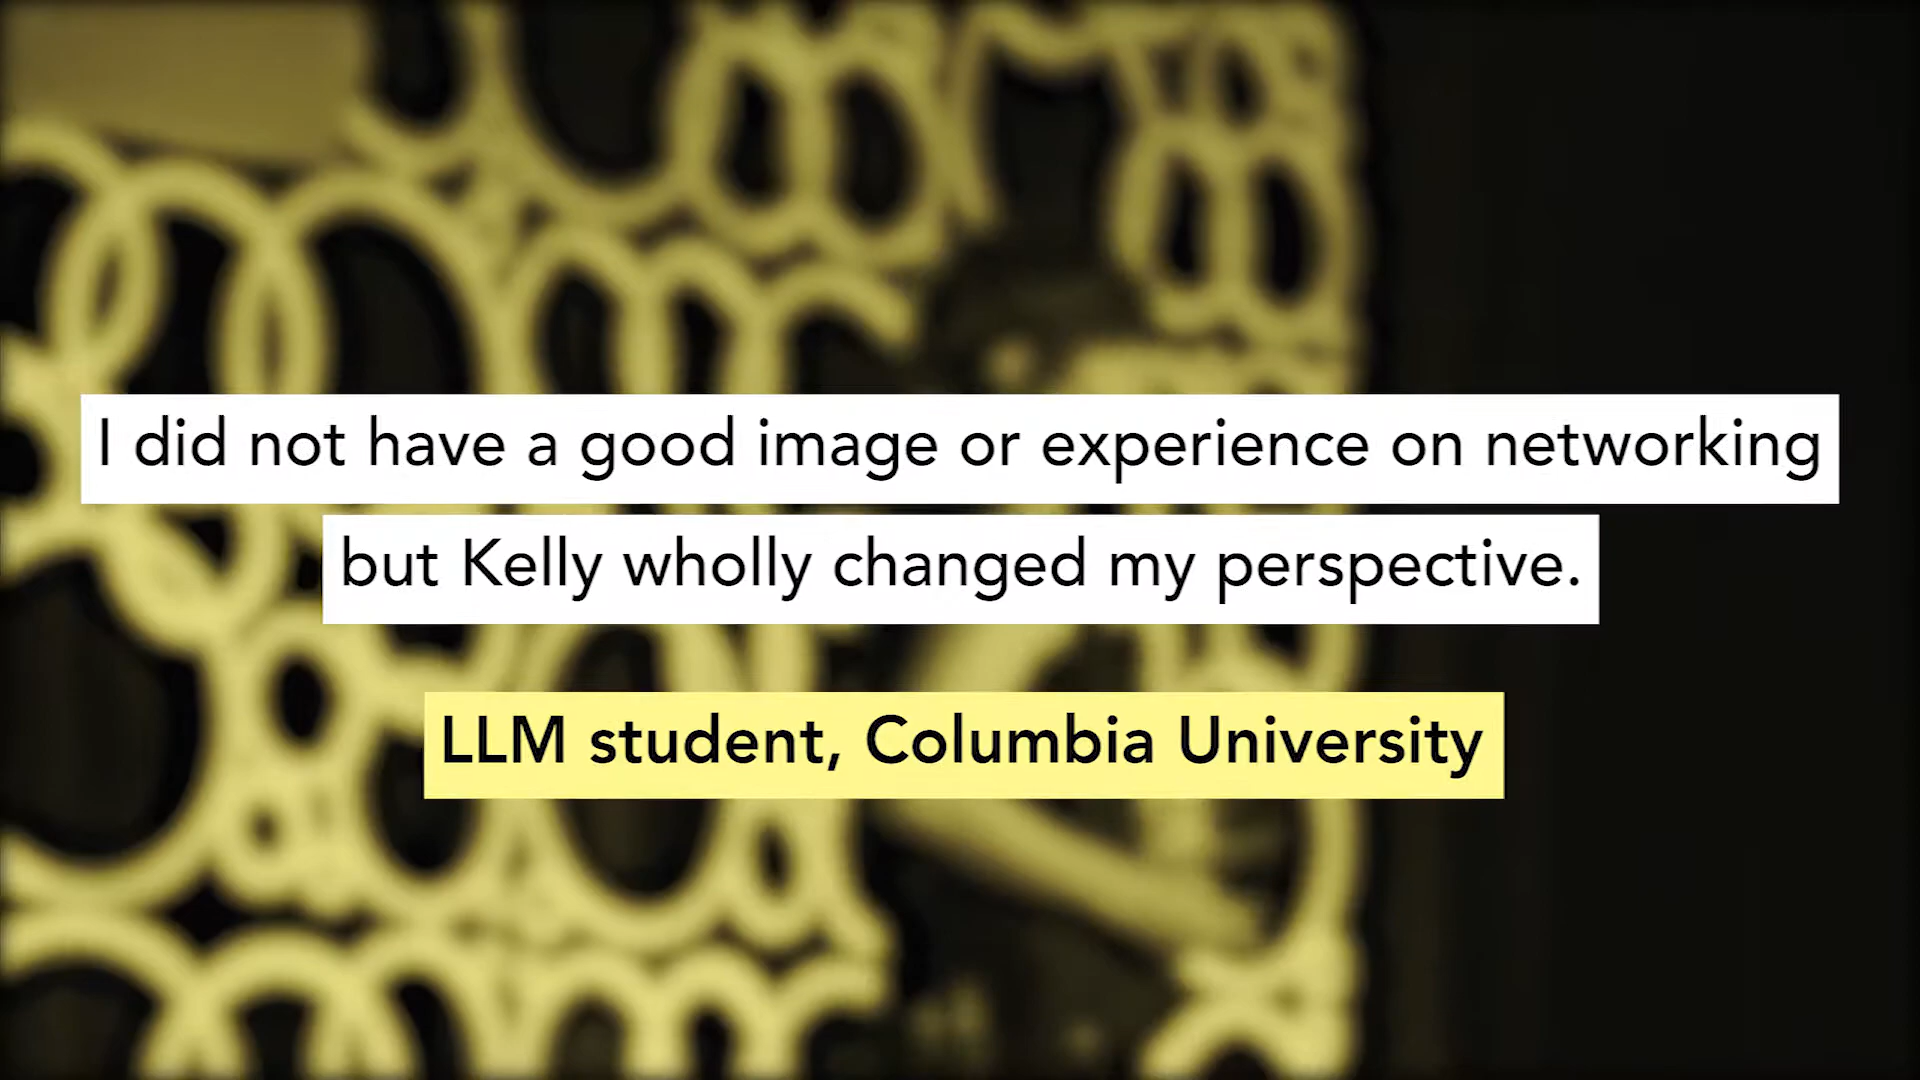 I did not have a good image or experience on networking
but Kelly wholly changed my perspective.
LLM student, Columbia University